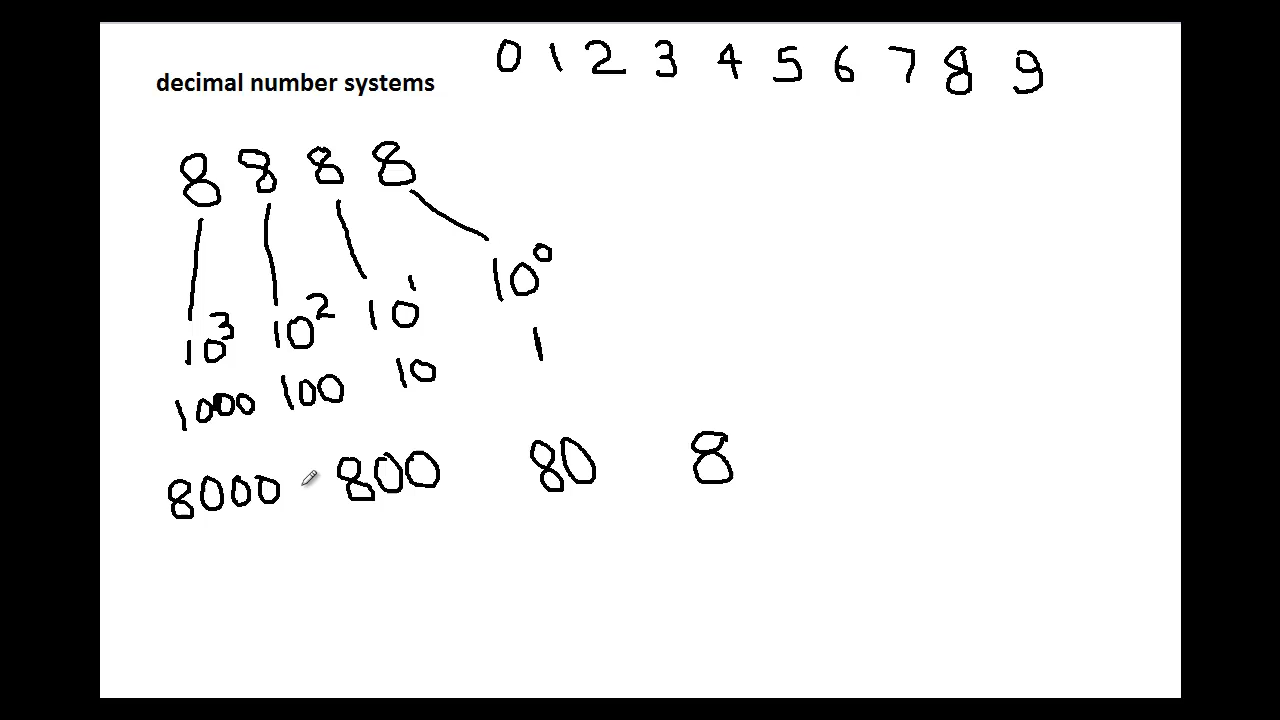 0 1 2 3 4 5 6 7 8 9
decimal number systems
8 8 8 8
10³ 10² 10¹ 10⁰
1000 100 10 1
8000 800 80 8